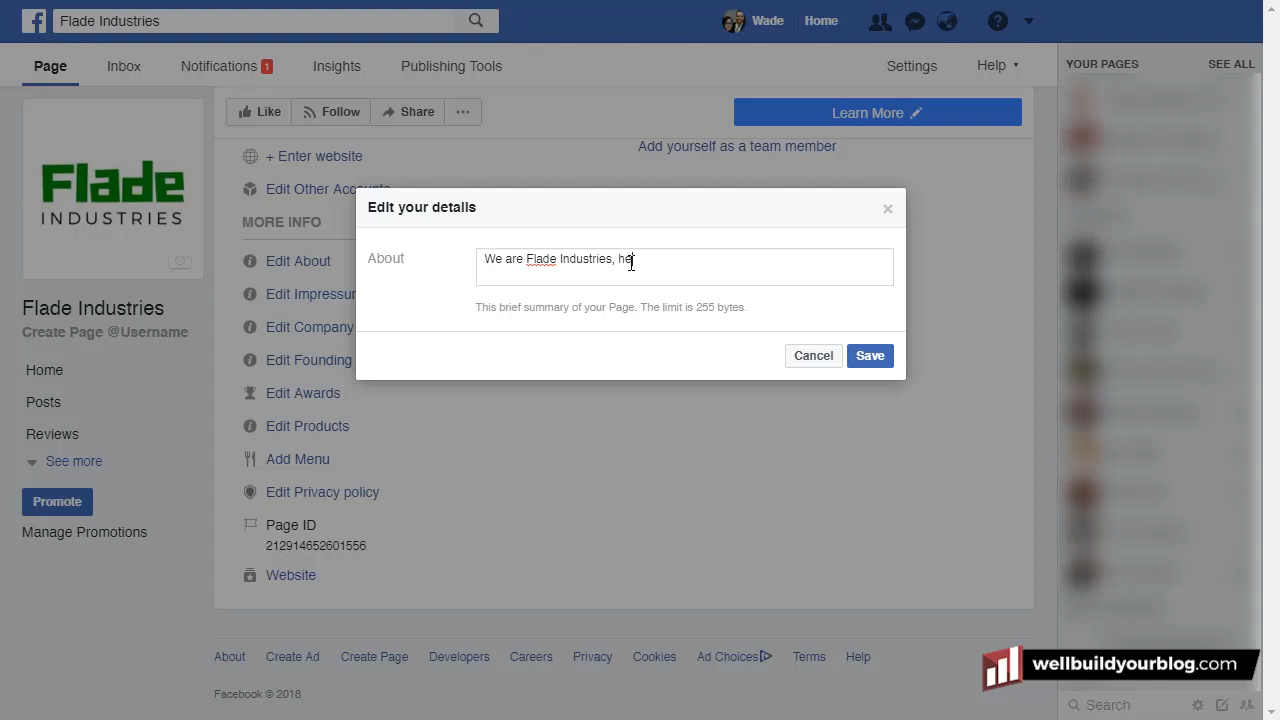 Flade Industries
Wade
Home
Page
Inbox
Notifications 1
Insights
Publishing Tools
Settings
Help
YOUR PAGES
SEE ALL
Flade
INDUSTRIES
Flade Industries
Create Page @Username
Home
Posts
Reviews
See more
Promote
Manage Promotions
Like
Follow
Share
Learn More
+ Enter website
Add yourself as a team member
Edit Other Accounts
MORE INFO
Edit About
Edit Impressum
Edit Company
Edit Founding
Edit Awards
Edit Products
Add Menu
Edit Privacy policy
Page ID
212914652601556
Website
Edit your details
About
We are Flade Industries, he
This brief summary of your Page. The limit is 255 bytes.
Cancel
Save
About
Create Ad
Create Page
Developers
Careers
Privacy
Cookies
Ad Choices
Terms
Help
Facebook © 2018
wellbuildyourblog.com
Search